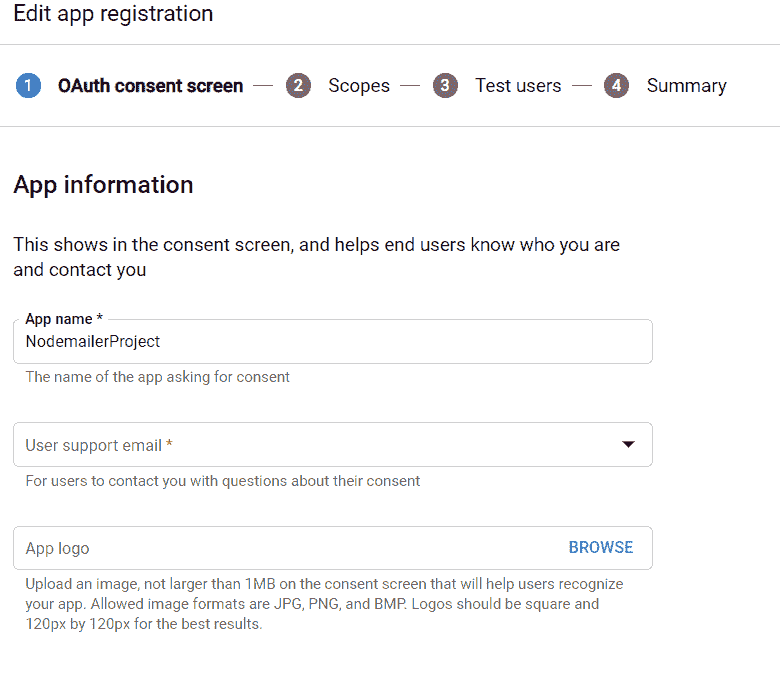 Edit app registration
1 OAuth consent screen — 2 Scopes — 3 Test users — 4 Summary
App information
This shows in the consent screen, and helps end users know who you are
and contact you
App name *
NodemailerProject
The name of the app asking for consent
User support email *
For users to contact you with questions about their consent
App logo BROWSE
Upload an image, not larger than 1MB on the consent screen that will help users recognize
your app. Allowed image formats are JPG, PNG, and BMP. Logos should be square and
120px by 120px for the best results.